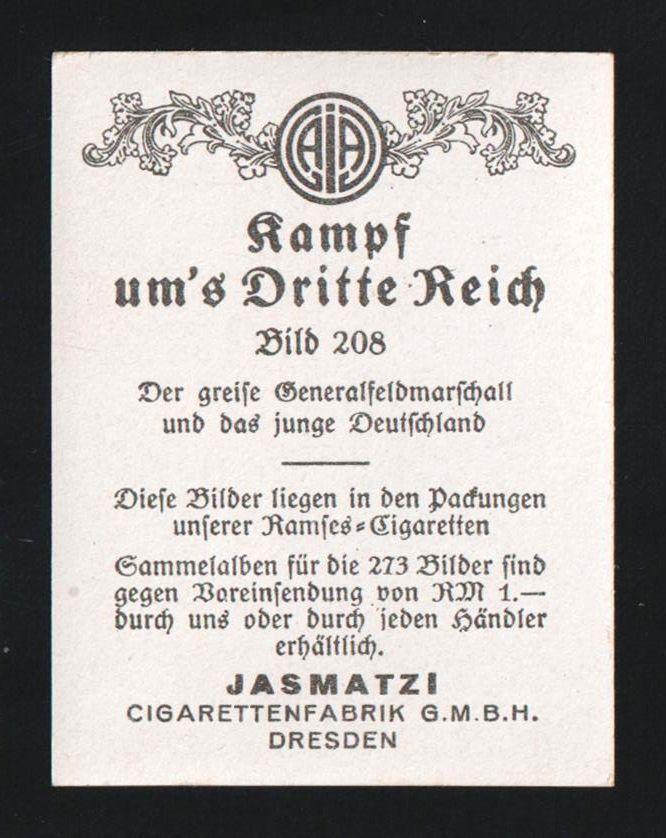 AJA
Kampf
um's Dritte Reich
Bild 208
Der greise Generalfeldmarschall
und das junge Deutschland
Diese Bilder liegen in den Packungen
unserer Ramses=Cigaretten
Sammelalben für die 273 Bilder sind
gegen Voreinsendung von RM 1.—
durch uns oder durch jeden Händler
erhältlich.
JASMATZI
CIGARETTENFABRIK G.M.B.H.
DRESDEN